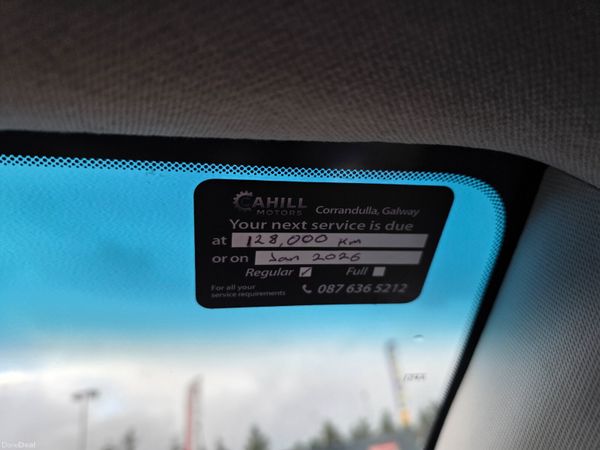 CAHILL
MOTORS
Corrandulla, Galway
Your next service is due
at 128,000 km
or on Jan 2026
Regular ✓ Full
For all your
service requirements
087 636 5212
DoneDeal